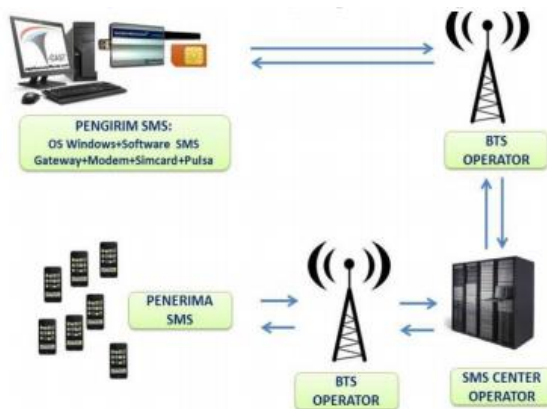 PENGIRIM SMS:
OS Windows+Software SMS
Gateway+Modem+Simcard+Pulsa
BTS
OPERATOR
PENERIMA
SMS
BTS
OPERATOR
SMS CENTER
OPERATOR